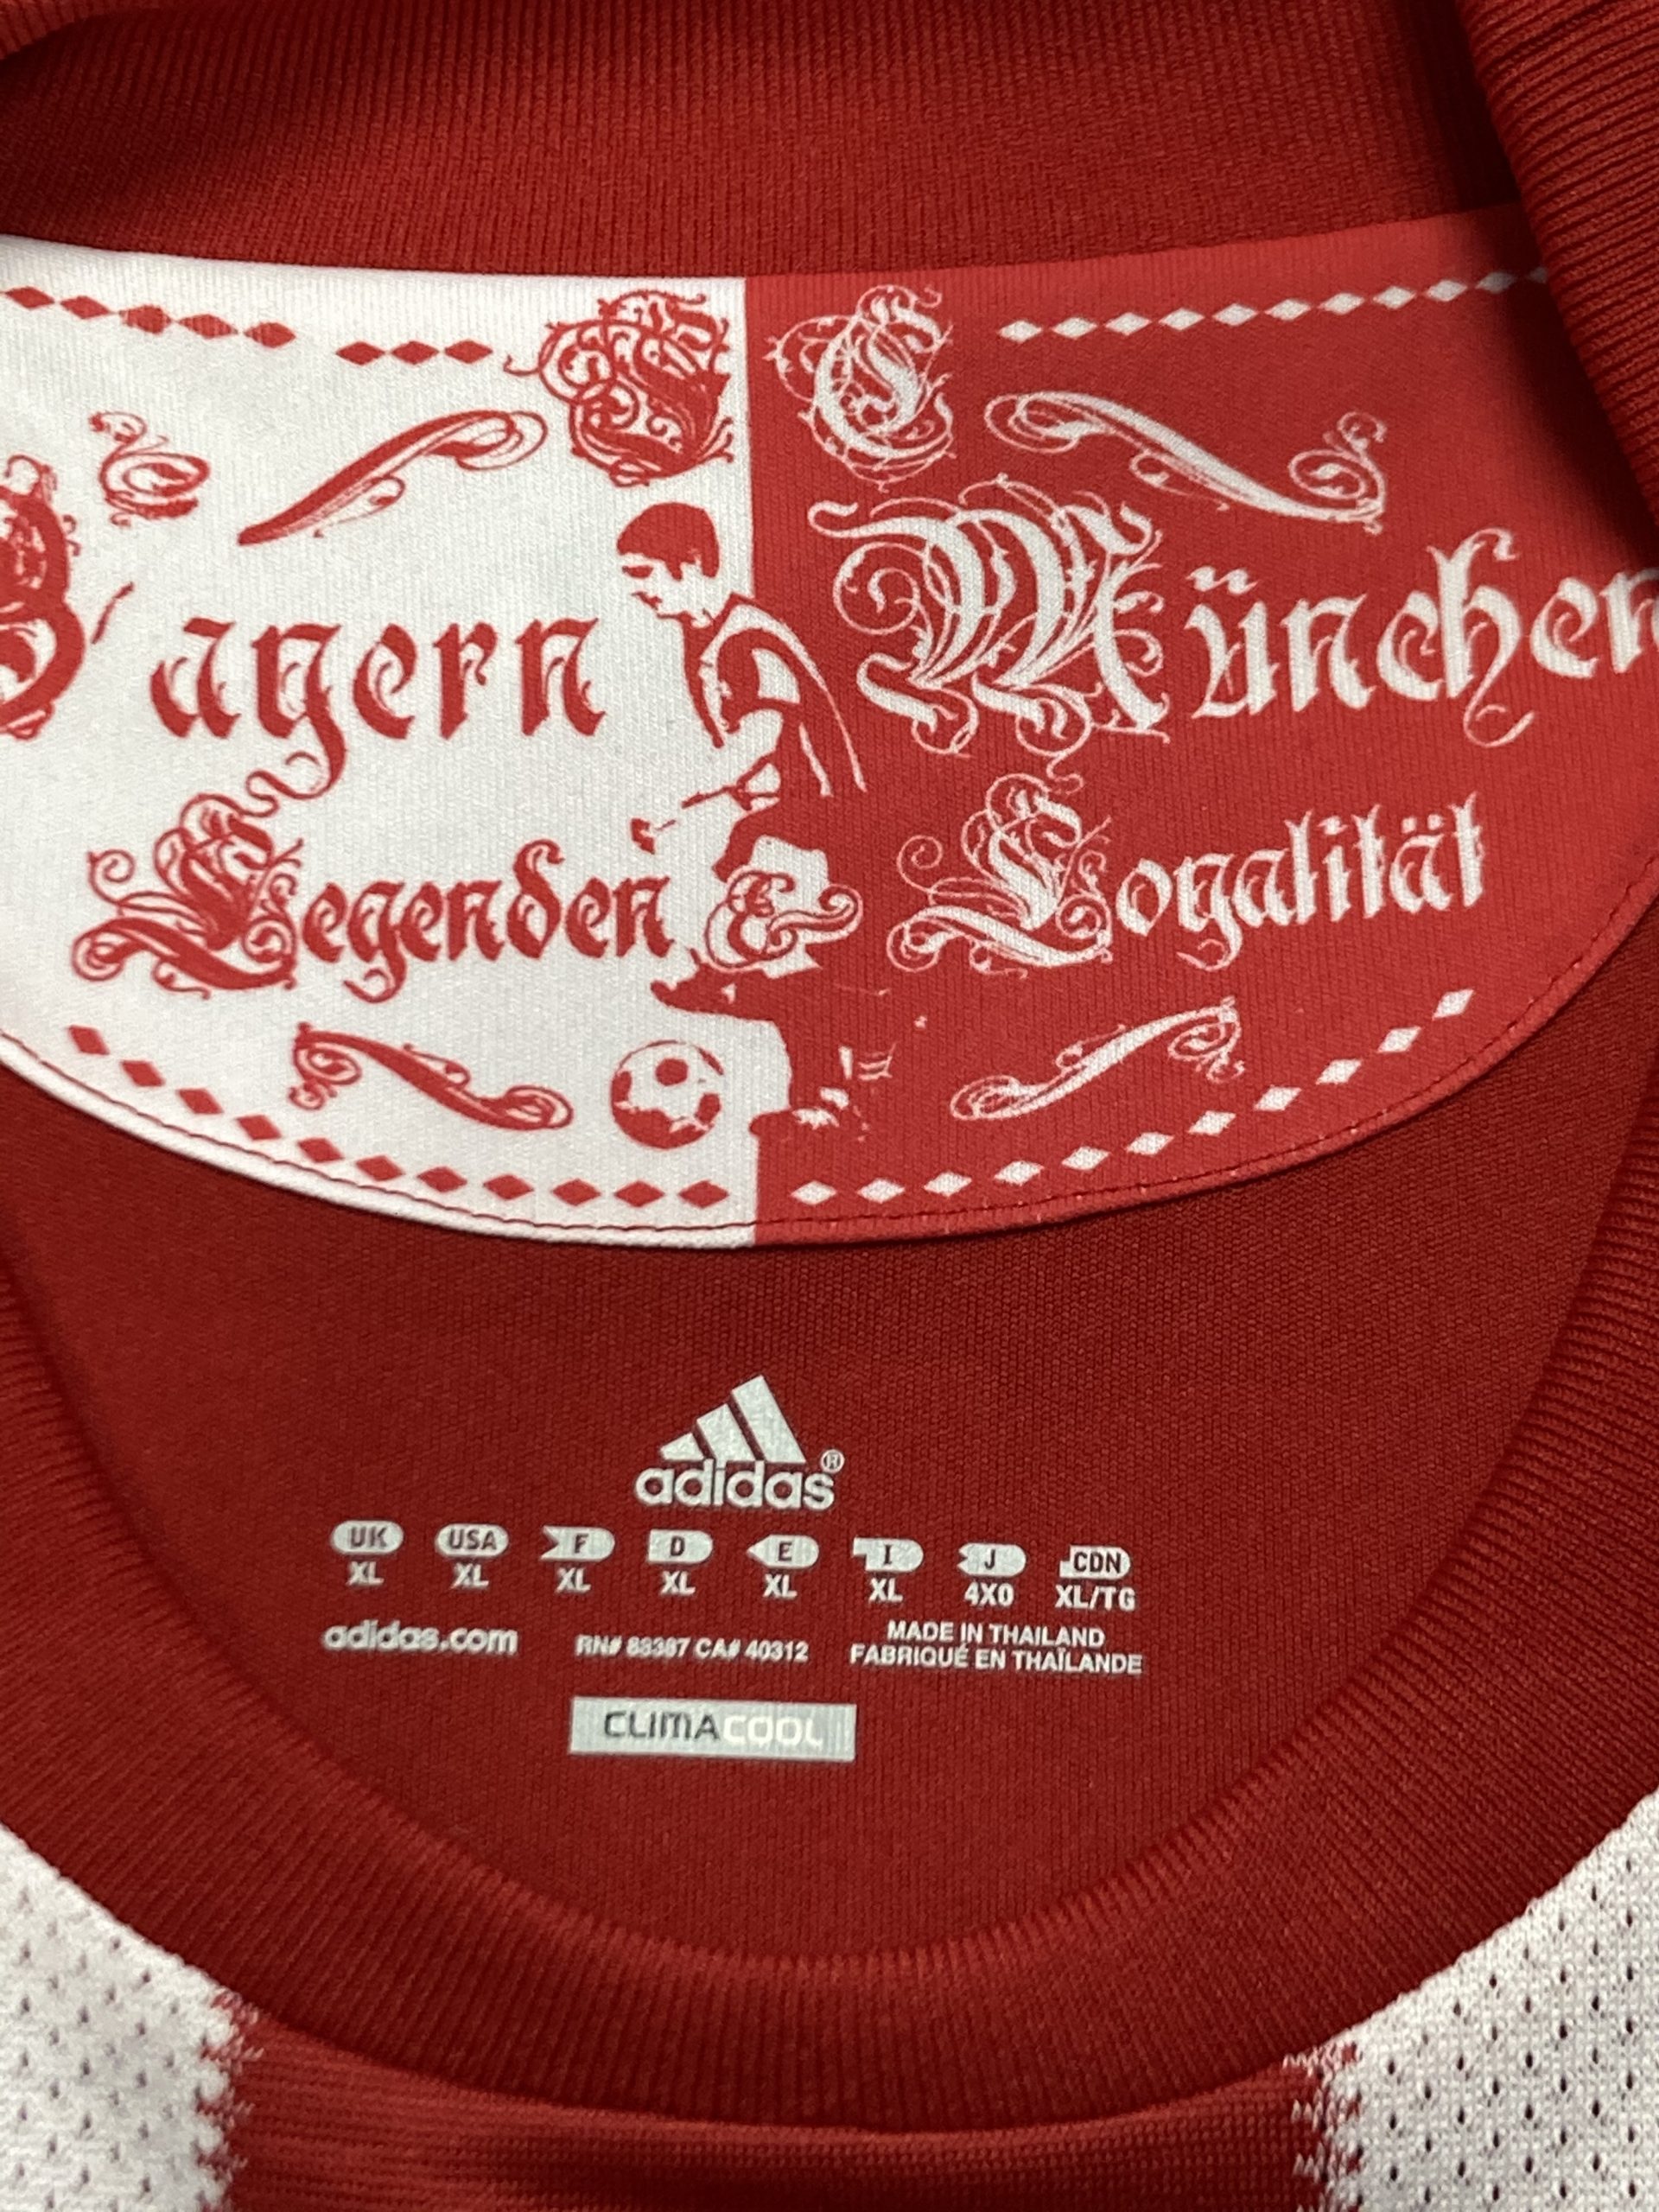 F C
Bayern München
Legenden & Loyalität
adidas®
UK USA F D E I J CDN
XL XL XL XL XL XL 4XO XL/TG
adidas.com RN# 88387 CA# 40312 MADE IN THAILAND
FABRIQUÉ EN THAÏLANDE
CLIMACOOL